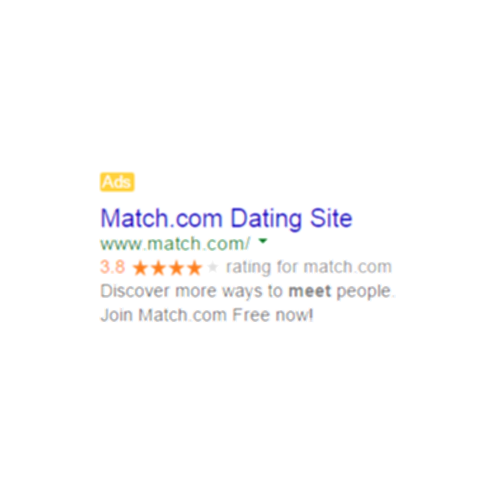 Ads
Match.com Dating Site
www.match.com/
3.8 ★★★★★ rating for match.com
Discover more ways to meet people.
Join Match.com Free now!